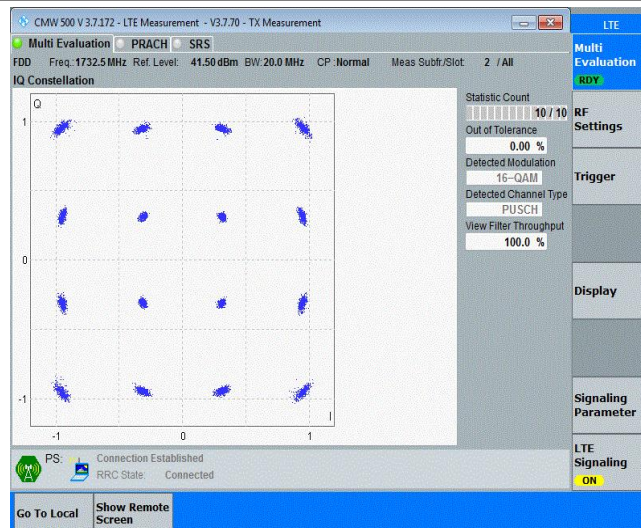 CMW 500 V 3.7.172 - LTE Measurement - V3.7.70 - TX Measurement
LTE
Multi Evaluation PRACH SRS
Multi
Evaluation
RDY
FDD Freq.:1732.5 MHz Ref. Level: 41.50 dBm BW:20.0 MHz CP :Normal Meas Subfr./Slot: 2 / All
IQ Constellation
Q
1
0
-1
-1 0 1
I
Statistic Count
10 / 10
Out of Tolerance
0.00 %
Detected Modulation
16-QAM
Detected Channel Type
PUSCH
View Filter Throughput
100.0 %
RF
Settings
Trigger
Display
Signaling
Parameter
LTE
Signaling
ON
PS: Connection Established
RRC State: Connected
Go To Local
Show Remote
Screen